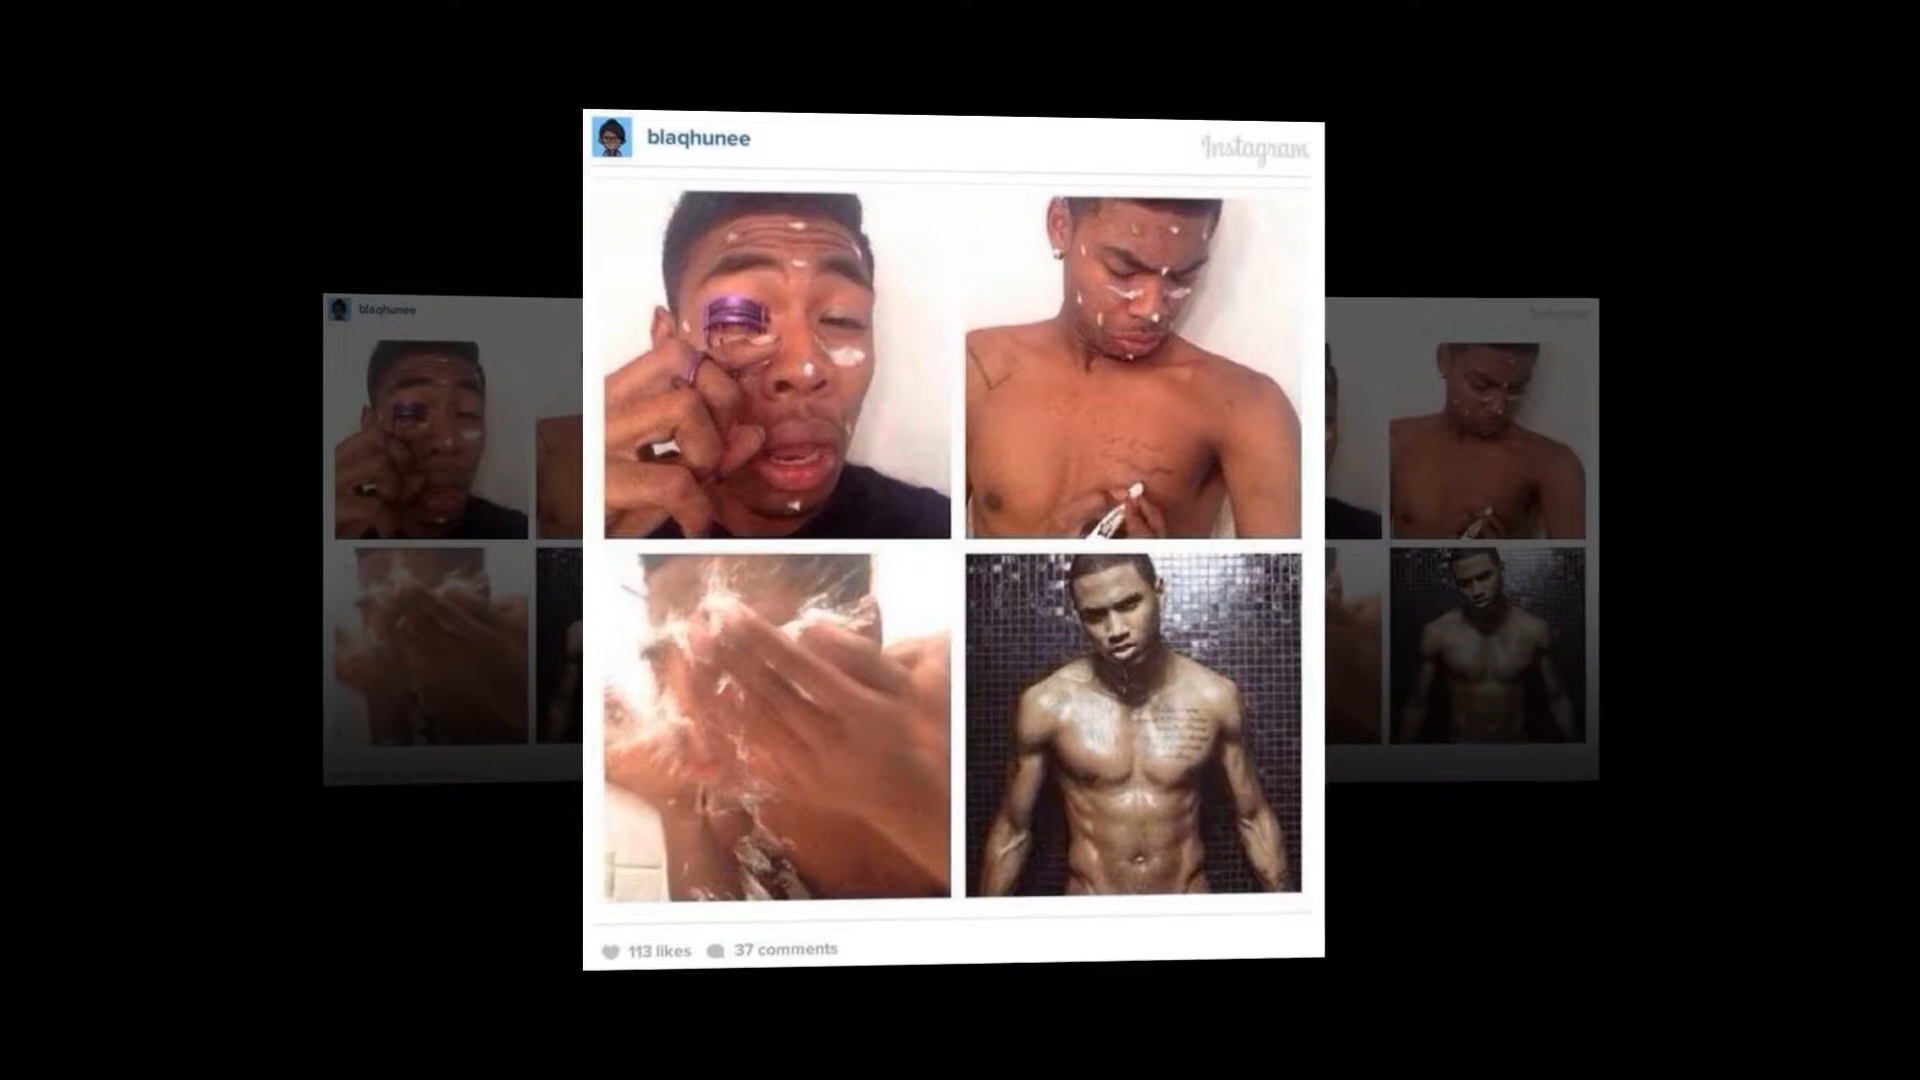 blaqhunee
Instagram
113 likes 37 comments
blaqhunee